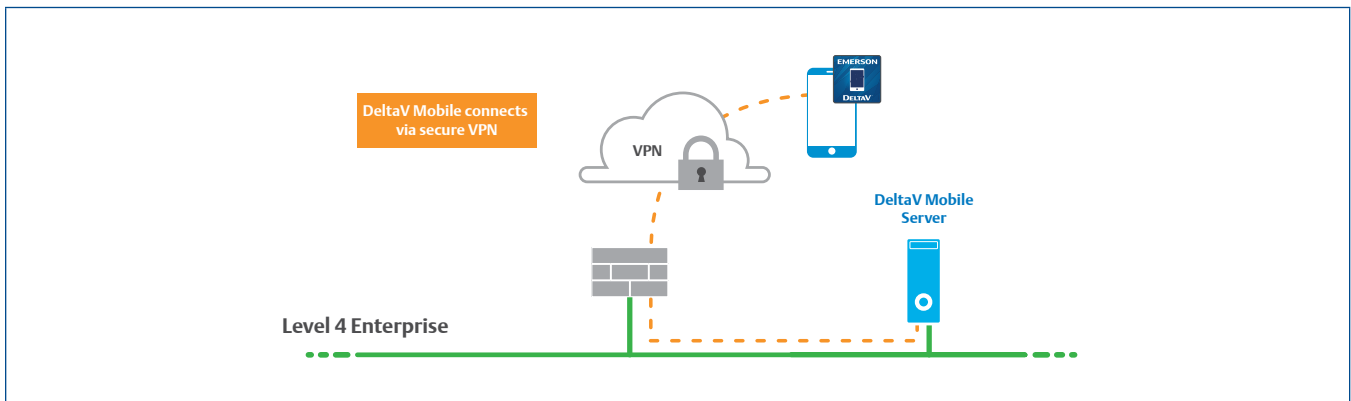 EMERSON
DELTAV
DeltaV Mobile connects
via secure VPN
VPN
DeltaV Mobile
Server
Level 4 Enterprise